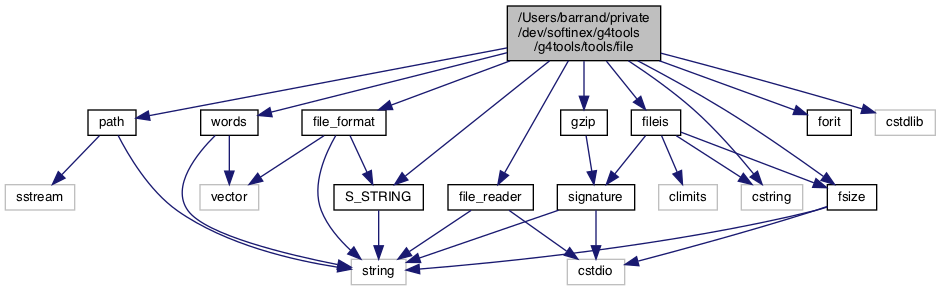 /Users/barrand/private
/dev/softinex/g4tools
/g4tools/tools/file
path
words
file_format
gzip
fileis
forit
cstdlib
sstream
vector
S_STRING
file_reader
signature
climits
cstring
fsize
string
cstdio